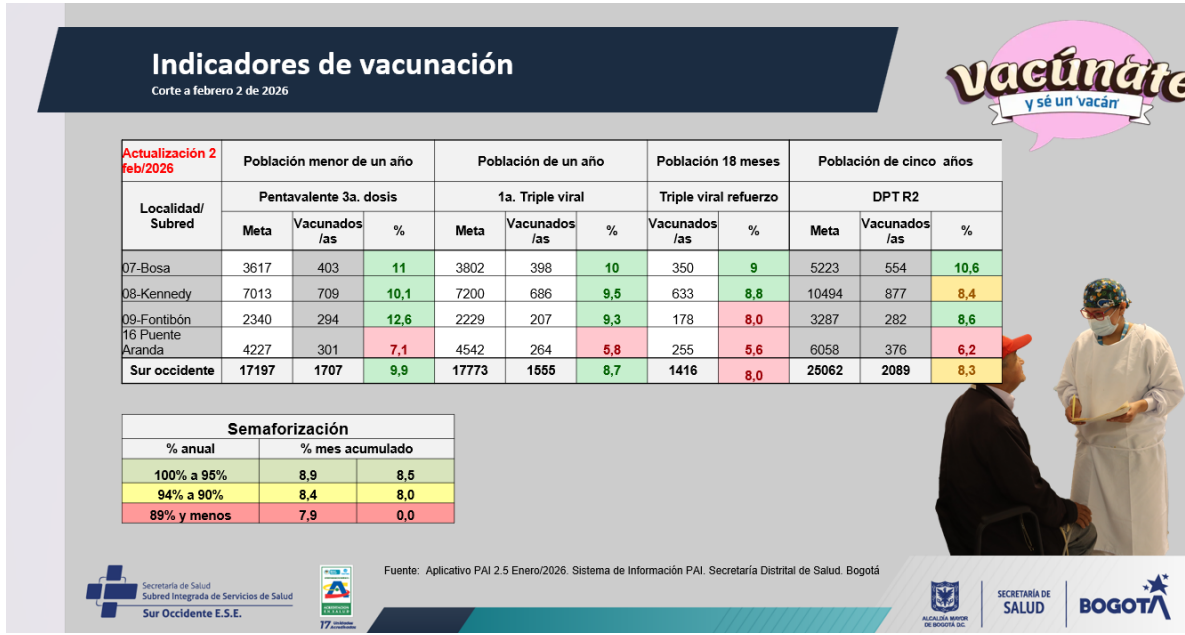 Indicadores de vacunación
Corte a febrero 2 de 2026
Vacúnate
y sé un 'vacán'
Actualización 2 feb/2026 Población menor de un año Población de un año Población 18 meses Población de cinco años
Localidad/ Subred Pentavalente 3a. dosis 1a. Triple viral Triple viral refuerzo DPT R2
Meta Vacunados/as % Meta Vacunados/as % Vacunados/as % Meta Vacunados/as %
07-Bosa 3617 403 11 3802 398 10 350 9 5223 554 10,6
08-Kennedy 7013 709 10,1 7200 686 9,5 633 8,8 10494 877 8,4
09-Fontibón 2340 294 12,6 2229 207 9,3 178 8,0 3287 282 8,6
16 Puente Aranda 4227 301 7,1 4542 264 5,8 255 5,6 6058 376 6,2
Sur occidente 17197 1707 9,9 17773 1555 8,7 1416 8,0 25062 2089 8,3
Semaforización
% anual % mes acumulado
100% a 95% 8,9 8,5
94% a 90% 8,4 8,0
89% y menos 7,9 0,0
Fuente: Aplicativo PAI 2.5 Enero/2026. Sistema de Información PAI. Secretaría Distrital de Salud. Bogotá
Secretaría de Salud
Subred Integrada de Servicios de Salud
Sur Occidente E.S.E.
ACREDITACIÓN
EN SALUD
17 Unidades
Acreditadas
ALCALDÍA MAYOR
DE BOGOTÁ D.C.
SECRETARÍA DE
SALUD
BOGOTÁ